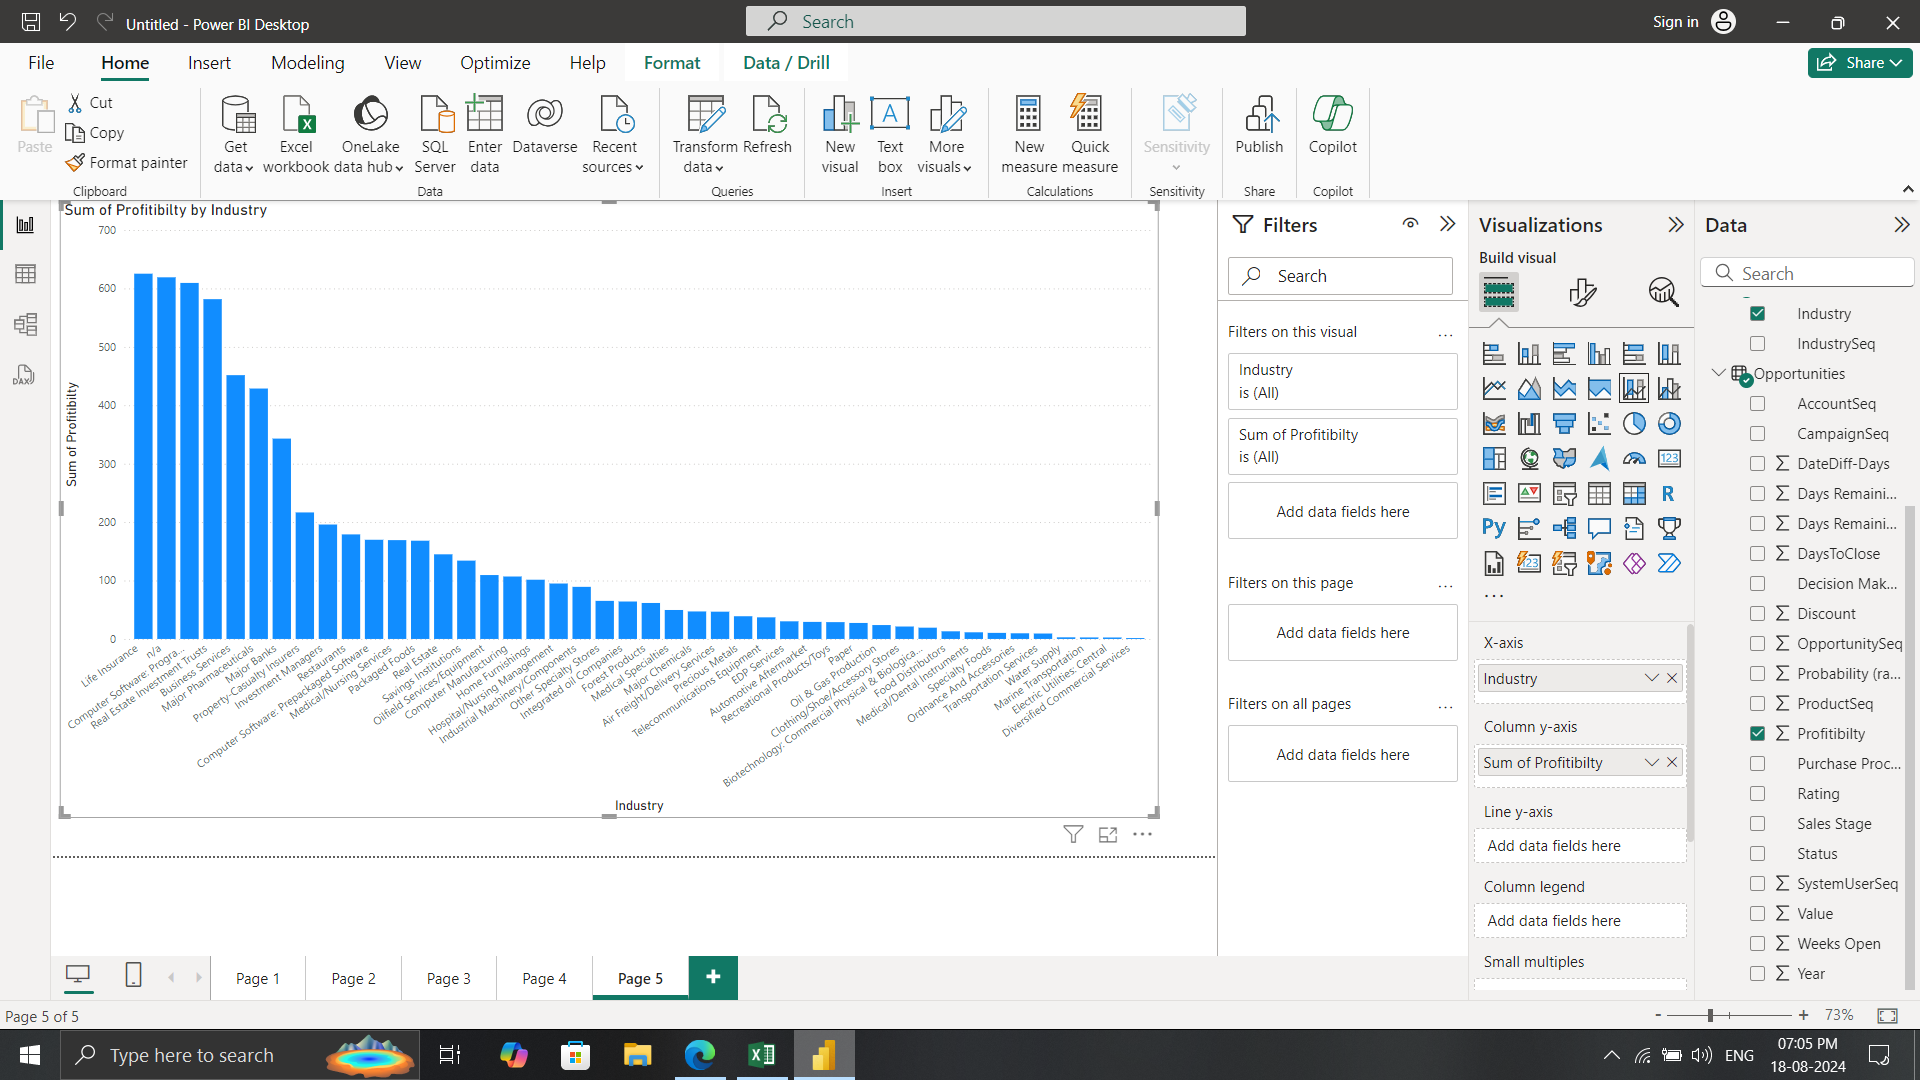 Untitled - Power BI Desktop
Search
Sign in
File
Home
Insert
Modeling
View
Optimize
Help
Format
Data / Drill
Share
Paste
Cut
Copy
Format painter
Clipboard
Get data
Excel workbook
OneLake data hub
SQL Server
Enter data
Dataverse
Recent sources
Data
Transform data
Refresh
Queries
New visual
Text box
More visuals
Insert
New measure
Quick measure
Calculations
Sensitivity
Sensitivity
Publish
Share
Copilot
Copilot
Sum of Profitibilty by Industry
Sum of Profitibilty
700
600
500
400
300
200
100
0
Life Insurance
n/a
Computer Software: Progra...
Real Estate Investment Trusts
Business Services
Major Pharmaceuticals
Major Banks
Property-Casualty Insurers
Investment Managers
Restaurants
Computer Software: Prepackaged Software
Medical/Nursing Services
Packaged Foods
Real Estate
Savings Institutions
Oilfield Services/Equipment
Computer Manufacturing
Home Furnishings
Hospital/Nursing Management
Industrial Machinery/Components
Other Specialty Stores
Integrated oil Companies
Forest Products
Medical Specialties
Major Chemicals
Air Freight/Delivery Services
Precious Metals
Telecommunications Equipment
EDP Services
Automotive Aftermarket
Recreational Products/Toys
Paper
Oil & Gas Production
Clothing/Shoe/Accessory Stores
Biotechnology: Commercial Physical & Biologica...
Food Distributors
Medical/Dental Instruments
Specialty Foods
Ordnance And Accessories
Transportation Services
Water Supply
Marine Transportation
Electric Utilities: Central
Diversified Commercial Services
Industry
Filters
Search
Filters on this visual
...
Industry
is (All)
Sum of Profitibilty
is (All)
Add data fields here
Filters on this page
...
Add data fields here
Filters on all pages
...
Add data fields here
Visualizations
Build visual
123
R
Py
123
...
X-axis
Industry
Column y-axis
Sum of Profitibilty
Line y-axis
Add data fields here
Column legend
Add data fields here
Small multiples
Data
Search
Industry
IndustrySeq
Opportunities
AccountSeq
CampaignSeq
DateDiff-Days
Days Remaini...
Days Remaini...
DaysToClose
Decision Mak...
Discount
OpportunitySeq
Probability (ra...
ProductSeq
Profitibilty
Purchase Proc...
Rating
Sales Stage
Status
SystemUserSeq
Value
Weeks Open
Year
DAX
Page 1
Page 2
Page 3
Page 4
Page 5
+
Page 5 of 5
- + 73%
Type here to search
ENG
07:05 PM
18-08-2024